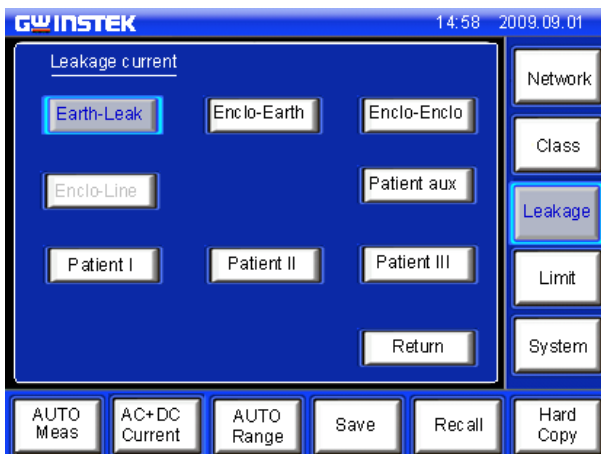 GWINSTEK 14:58 2009.09.01
Leakage current
Earth-Leak Enclo-Earth Enclo-Enclo
Enclo-Line Patient aux
Patient I Patient II Patient III
Return
Network
Class
Leakage
Limit
System
AUTO
Meas
AC+DC
Current
AUTO
Range
Save
Recall
Hard
Copy